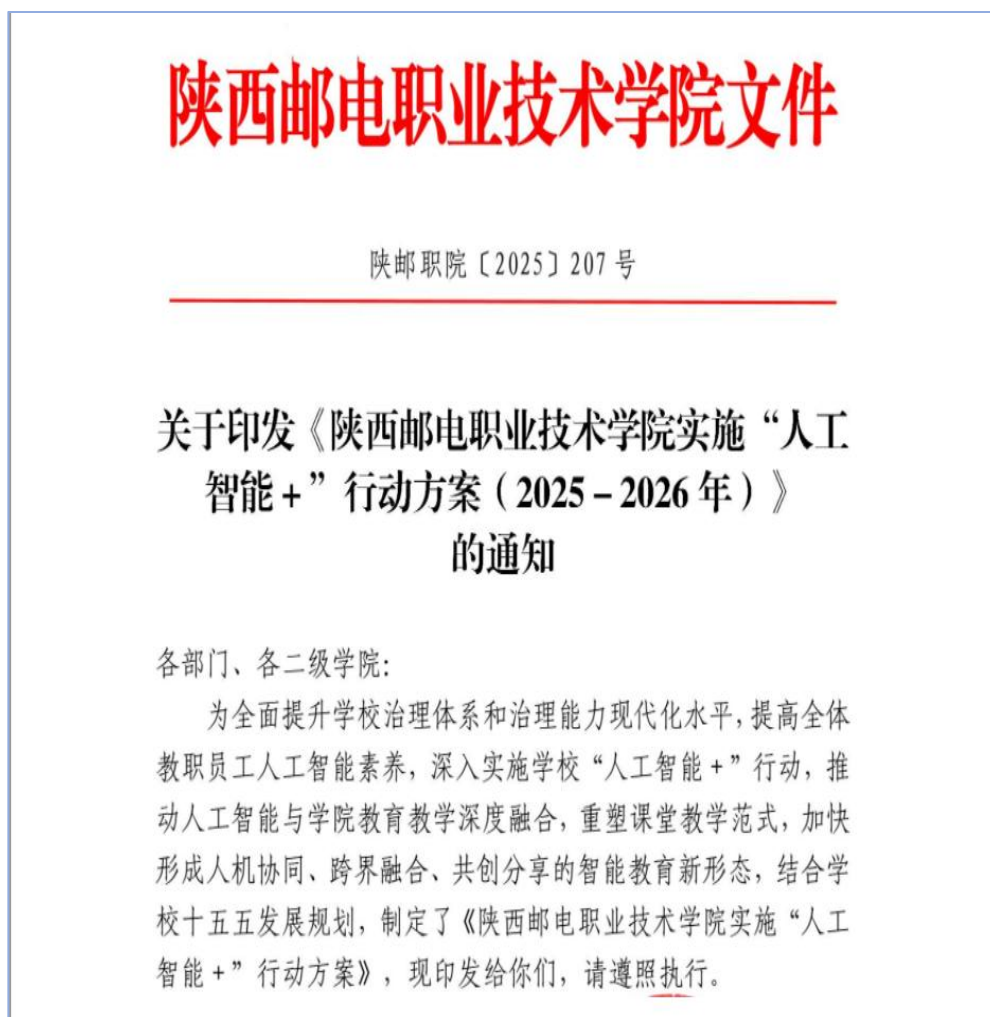 陕西邮电职业技术学院文件
陕邮职院〔2025〕207 号
关于印发《陕西邮电职业技术学院实施“人工
智能+”行动方案（2025－2026 年）》
的通知
各部门、各二级学院：
为全面提升学校治理体系和治理能力现代化水平，提高全体
教职员工人工智能素养，深入实施学校“人工智能+”行动，推
动人工智能与学院教育教学深度融合，重塑课堂教学范式，加快
形成人机协同、跨界融合、共创分享的智能教育新形态，结合学
校十五五发展规划，制定了《陕西邮电职业技术学院实施“人工
智能+”行动方案》，现印发给你们，请遵照执行。